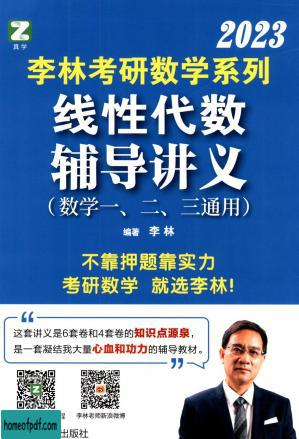 真学
2023
李林考研数学系列
线性代数
辅导讲义
(数学一、二、三通用)
编著 李林
不靠押题靠实力
考研数学 就选李林!
这套讲义是6套卷和4套卷的知识点源泉,
是一套凝结我大量心血和功力的辅导教材。
程 李林老师新浪微博
homeofpdf.com
出版社